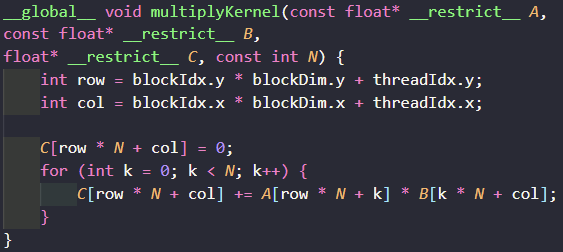 __global__ void multiplyKernel(const float* __restrict__ A,
const float* __restrict__ B,
float* __restrict__ C, const int N) {
    int row = blockIdx.y * blockDim.y + threadIdx.y;
    int col = blockIdx.x * blockDim.x + threadIdx.x;

    C[row * N + col] = 0;
    for (int k = 0; k < N; k++) {
        C[row * N + col] += A[row * N + k] * B[k * N + col];
    }
}